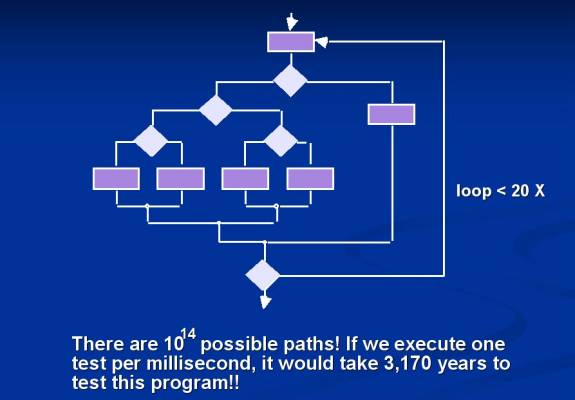 loop < 20 X
There are 10^14 possible paths! If we execute one
test per millisecond, it would take 3,170 years to
test this program!!